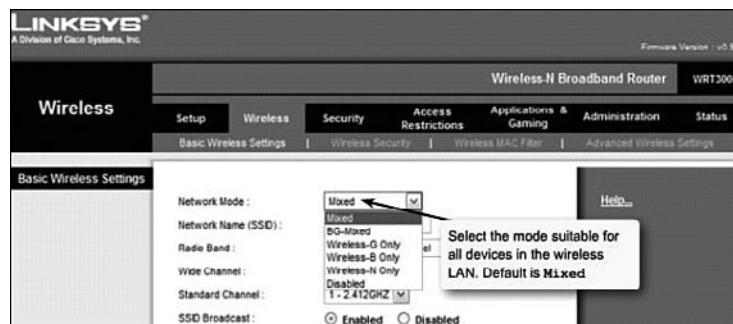 LINKSYS®
A Division of Cisco Systems, Inc.
Firmware Version : v0.9
Wireless-N Broadband Router WRT300
Wireless
Setup Wireless Security Access Restrictions Applications & Gaming Administration Status
Basic Wireless Settings | Wireless Security | Wireless MAC Filter | Advanced Wireless Settings
Basic Wireless Settings
Network Mode : Mixed
Help...
Mixed
BG-Mixed
Wireless-G Only
Wireless-B Only
Wireless-N Only
Disabled
Network Name (SSID) :
Radio Band : el
Wide Channel :
Standard Channel : 1 - 2.412GHZ
SSID Broadcast : Enabled Disabled
Select the mode suitable for
all devices in the wireless
LAN. Default is Mixed